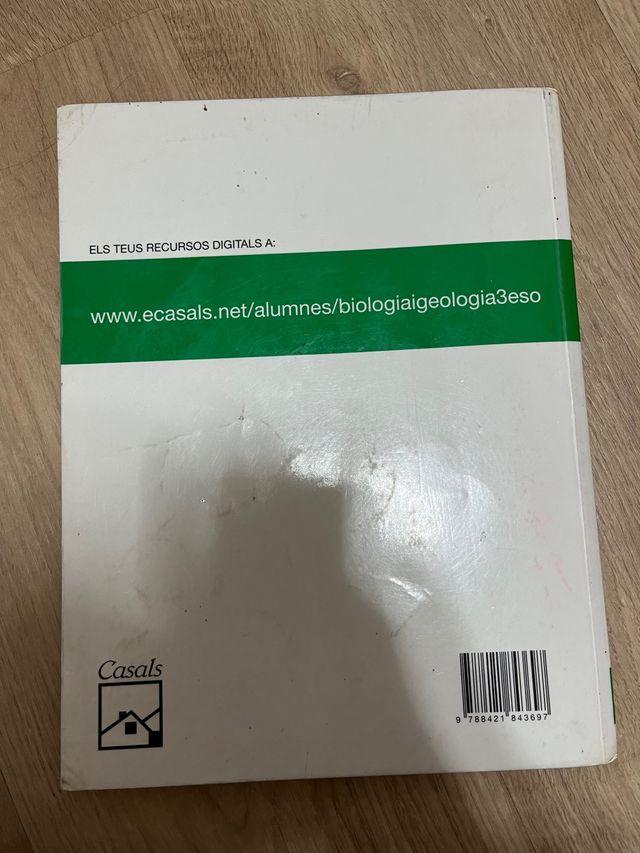 ELS TEUS RECURSOS DIGITALS A:
www.ecasals.net/alumnes/biologiaigeologia3eso
Casals
9 788421 843697